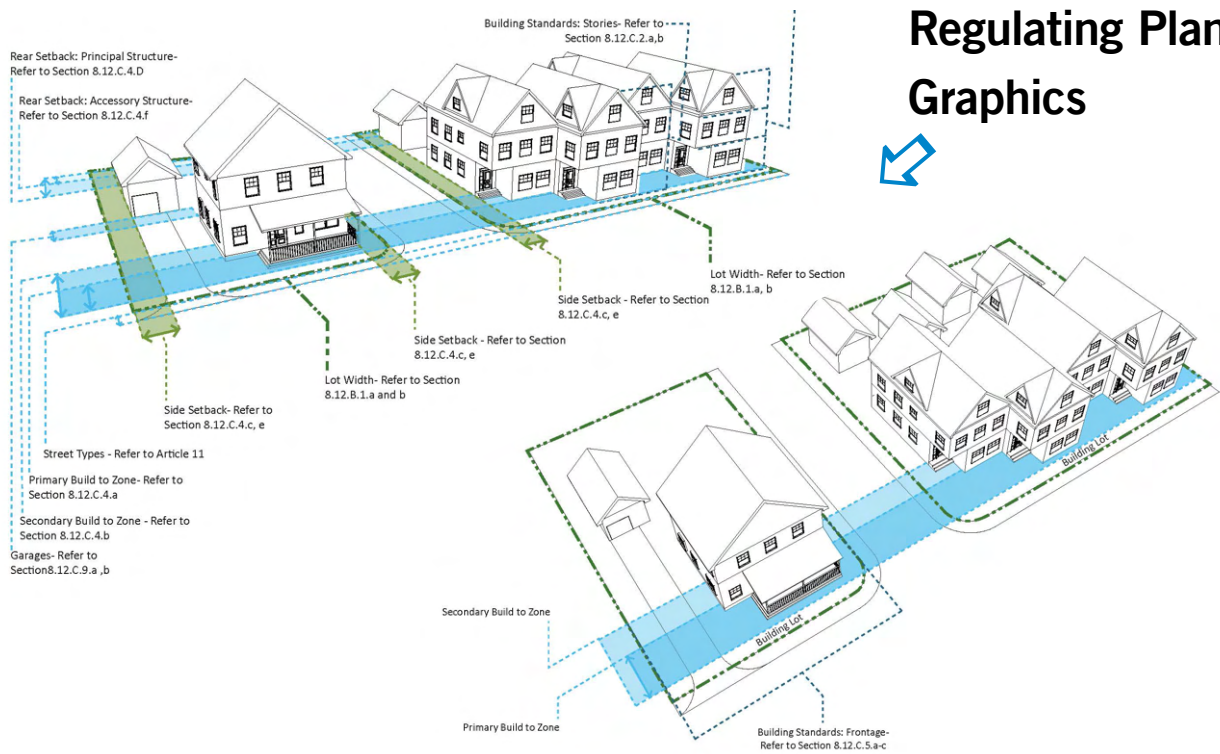 Regulating Plan
Graphics
Building Standards: Stories- Refer to
Section 8.12.C.2.a,b
Rear Setback: Principal Structure-
Refer to Section 8.12.C.4.D
Rear Setback: Accessory Structure-
Refer to Section 8.12.C.4.f
Lot Width- Refer to Section
8.12.B.1.a, b
Side Setback - Refer to Section
8.12.C.4.c, e
Side Setback - Refer to Section
8.12.C.4.c, e
Lot Width- Refer to Section
8.12.B.1.a and b
Side Setback- Refer to
Section 8.12.C.4.c, e
Street Types - Refer to Article 11
Primary Build to Zone- Refer to
Section 8.12.C.4.a
Secondary Build to Zone - Refer to
Section 8.12.C.4.b
Garages- Refer to
Section8.12.C.9.a ,b
Building Lot
Building Lot
Secondary Build to Zone
Primary Build to Zone
Building Standards: Frontage-
Refer to Section 8.12.C.5.a-c